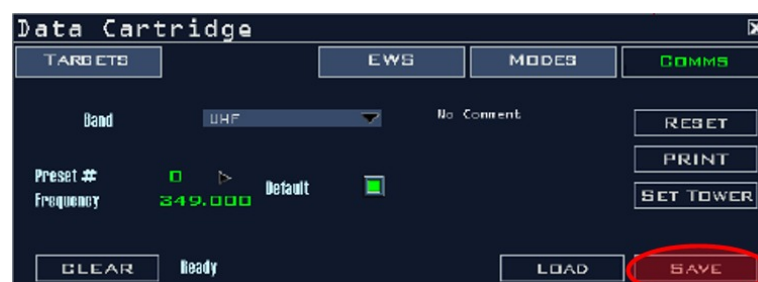 Data Cartridge
TARGETS EWS MODES COMMS
Band UHF No Comment
RESET
PRINT
Preset # 0
Default
Frequency 349.000
SET TOWER
CLEAR Ready LOAD SAVE